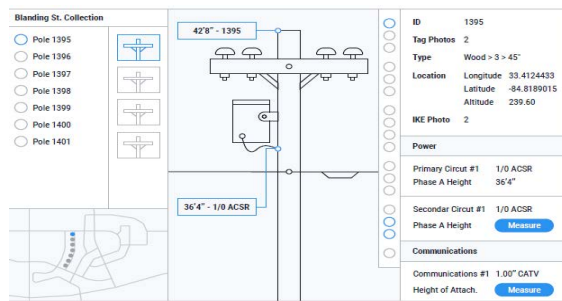 Blanding St. Collection
Pole 1395
Pole 1396
Pole 1397
Pole 1398
Pole 1399
Pole 1400
Pole 1401
42'8" - 1395
36'4" - 1/0 ACSR
ID 1395
Tag Photos 2
Type Wood > 3 > 45"
Location Longitude 33.4124433
Latitude -84.8189015
Altitude 239.60
IKE Photo 2
Power
Primary Circut #1 1/0 ACSR
Phase A Height 36'4"
Secondar Circut #1 1/0 ACSR
Phase A Height Measure
Communications
Communications #1 1.00" CATV
Height of Attach. Measure